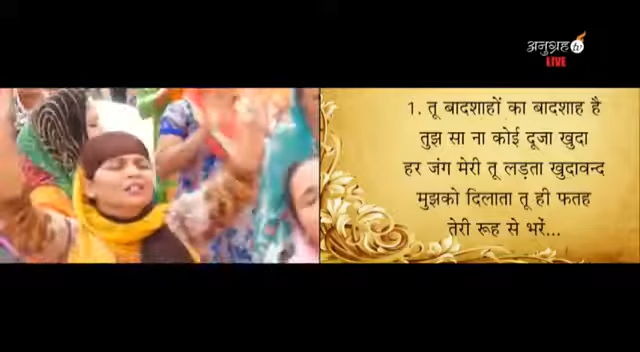 अनुग्रह tv
LIVE
1. तू बादशाहों का बादशाह है
तुझ सा ना कोई दूजा खुदा
हर जंग मेरी तू लड़ता खुदावन्द
मुझको दिलाता तू ही फतह
तेरी रूह से भरें...